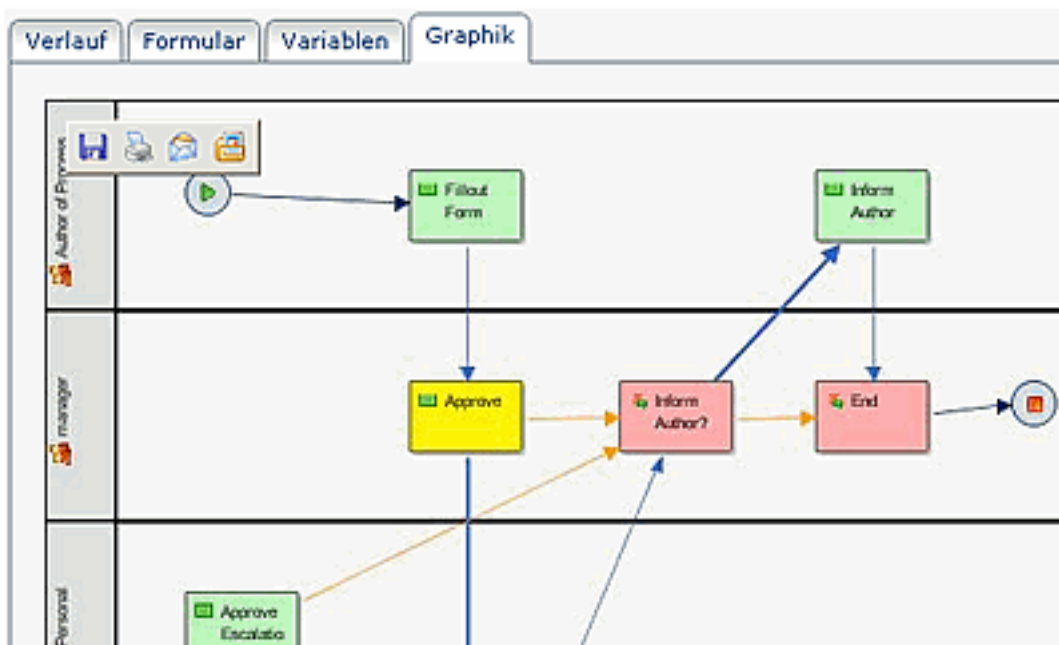 Verlauf
Formular
Variablen
Graphik
Author of Process
Fillout
Form
Inform
Author
manager
Approve
Inform
Author?
End
Personal
Approve
Escalatio